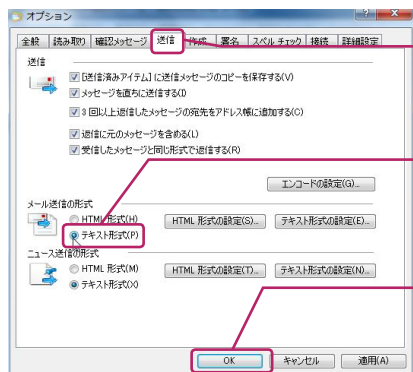 オプション
全般 読み取り 確認メッセージ 送信 作成 署名 スペル チェック 接続 詳細設定
送信
[送信済みアイテム] に送信メッセージのコピーを保存する(V)
メッセージを直ちに送信する(I)
3 回以上返信したメッセージの宛先をアドレス帳に追加する(C)
返信に元のメッセージを含める(L)
受信したメッセージと同じ形式で返信する(R)
エンコードの設定(G)...
メール送信の形式
HTML 形式(H) HTML 形式の設定(S)... テキスト形式の設定(E)...
テキスト形式(P)
ニュース送信の形式
HTML 形式(M) HTML 形式の設定(T)... テキスト形式の設定(N)...
テキスト形式(X)
OK キャンセル 適用(A)